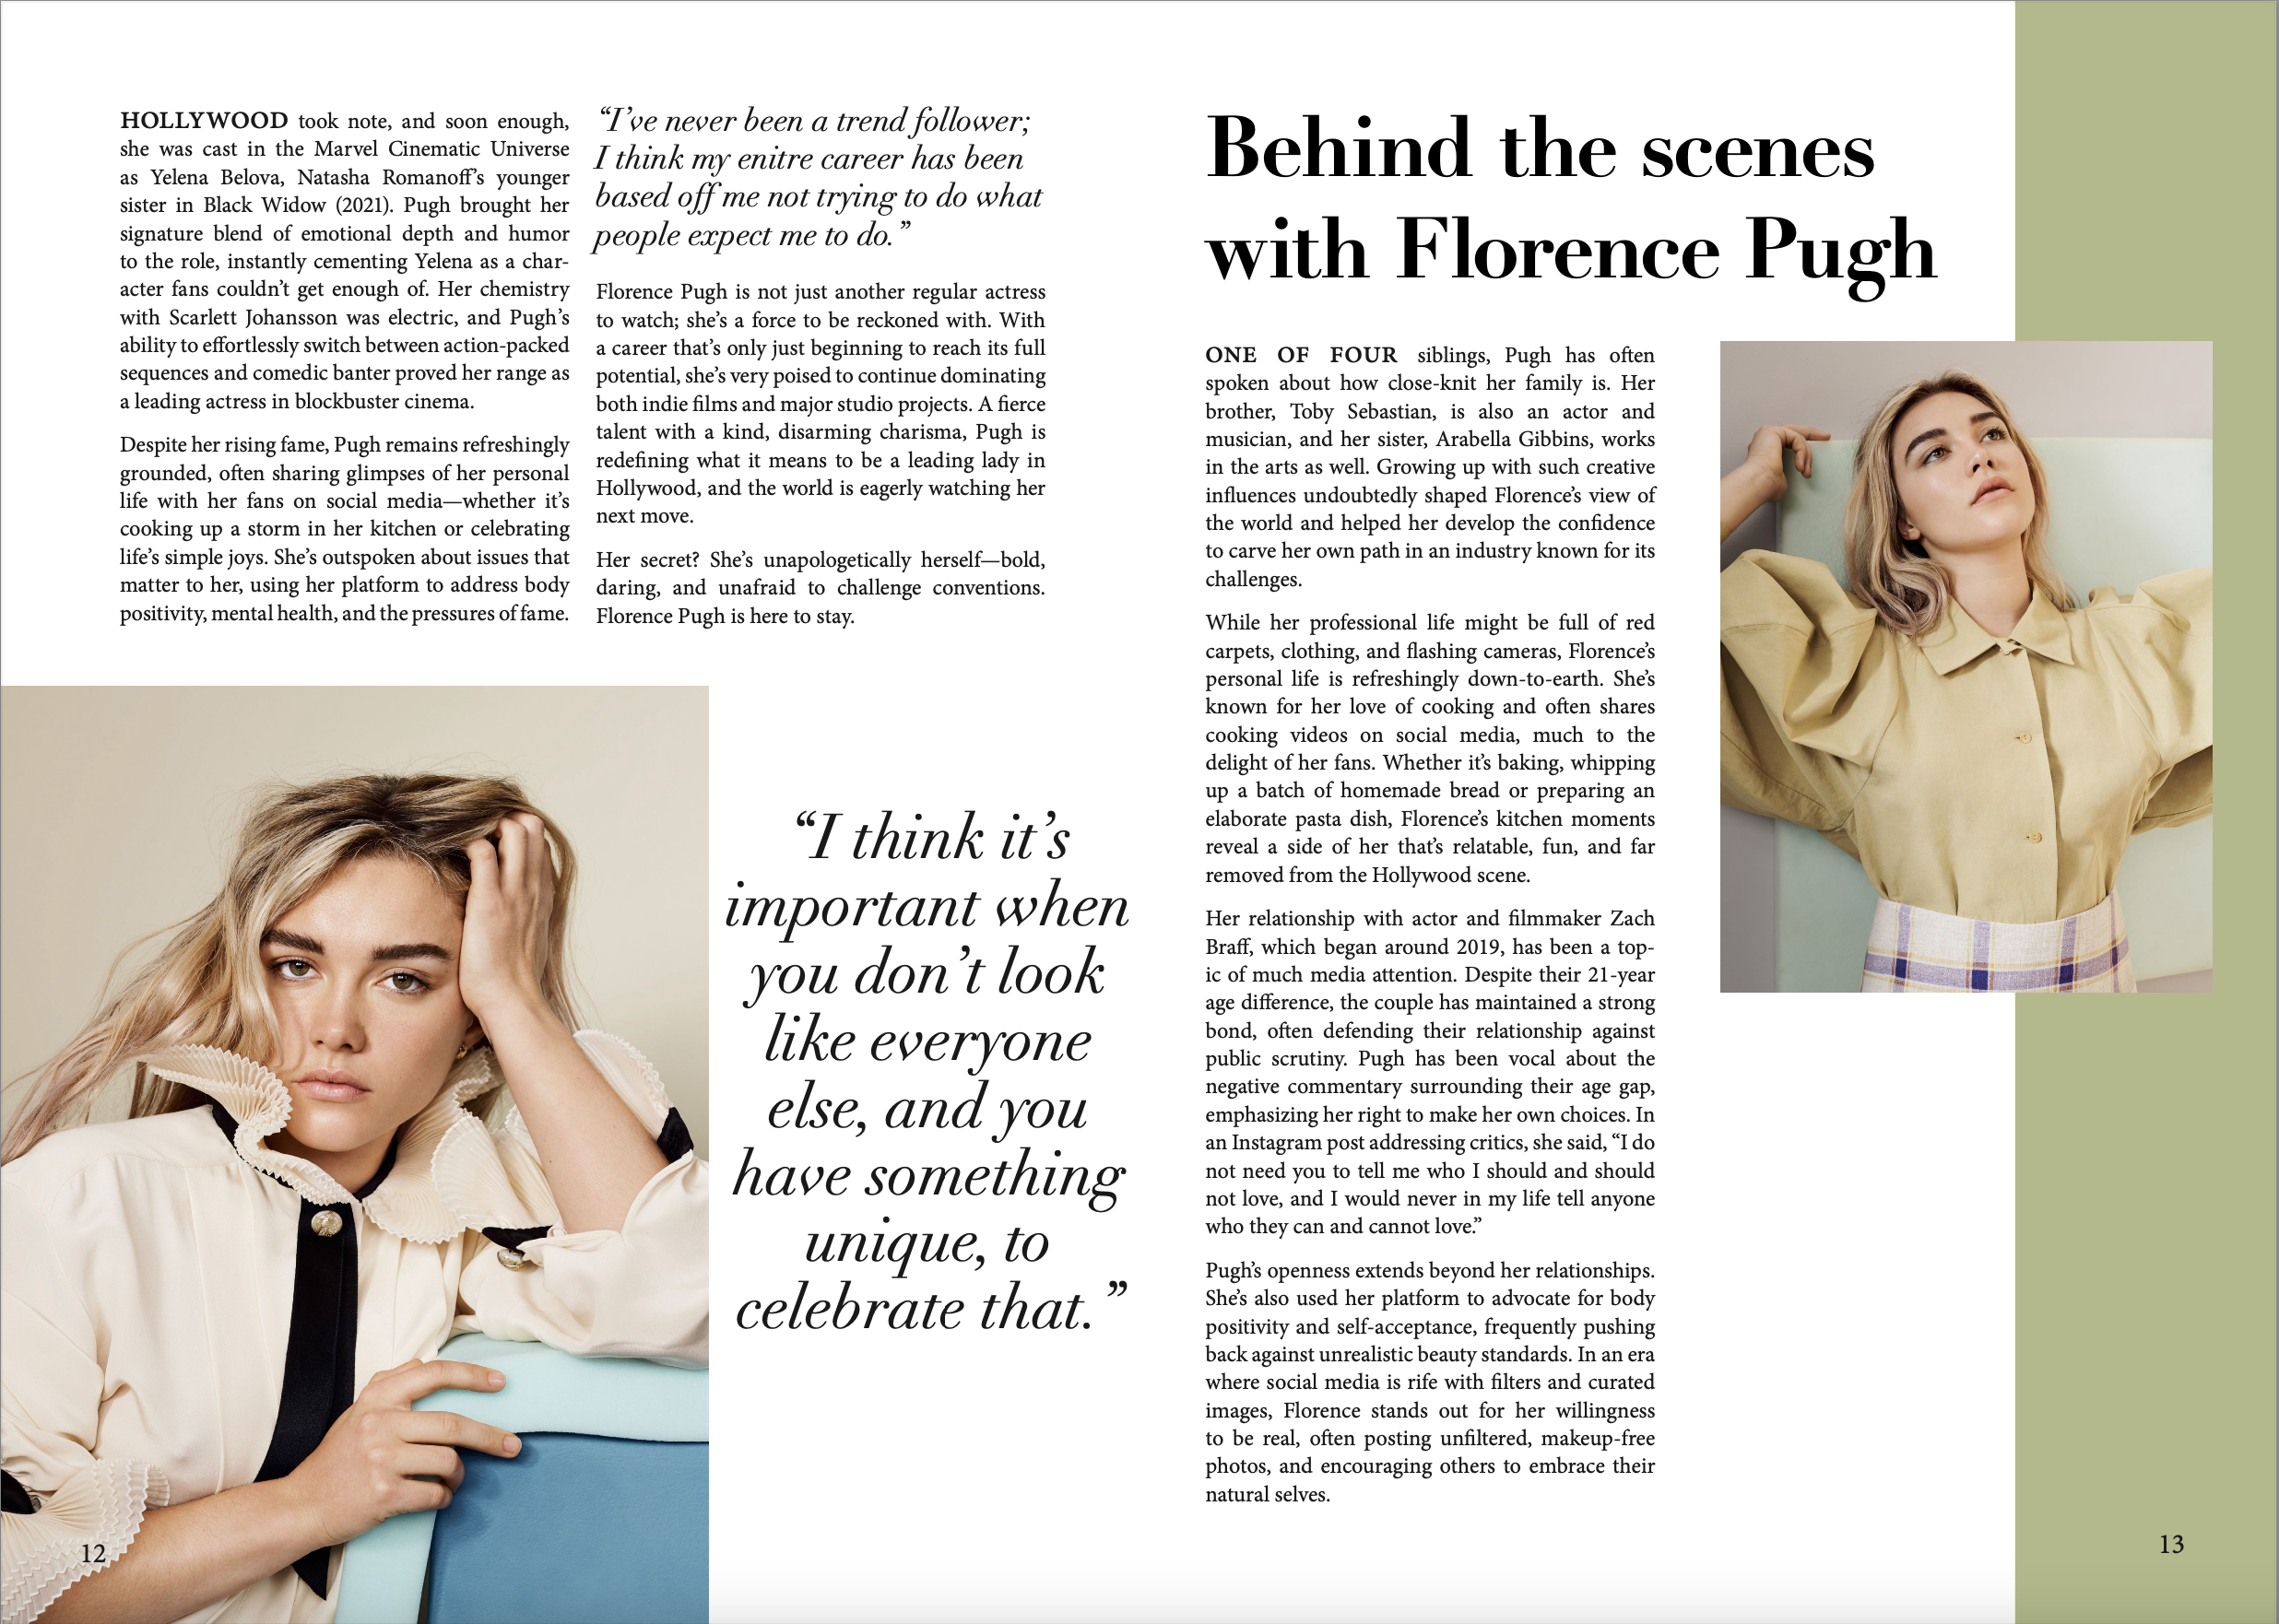 HOLLYWOOD took note, and soon enough,
she was cast in the Marvel Cinematic Universe
as Yelena Belova, Natasha Romanoff’s younger
sister in Black Widow (2021). Pugh brought her
signature blend of emotional depth and humor
to the role, instantly cementing Yelena as a char-
acter fans couldn’t get enough of. Her chemistry
with Scarlett Johansson was electric, and Pugh’s
ability to effortlessly switch between action-packed
sequences and comedic banter proved her range as
a leading actress in blockbuster cinema.
Despite her rising fame, Pugh remains refreshingly
grounded, often sharing glimpses of her personal
life with her fans on social media—whether it’s
cooking up a storm in her kitchen or celebrating
life’s simple joys. She’s outspoken about issues that
matter to her, using her platform to address body
positivity, mental health, and the pressures of fame.
“I’ve never been a trend follower;
I think my enitre career has been
based off me not trying to do what
people expect me to do.”
Florence Pugh is not just another regular actress
to watch; she’s a force to be reckoned with. With
a career that’s only just beginning to reach its full
potential, she’s very poised to continue dominating
both indie films and major studio projects. A fierce
talent with a kind, disarming charisma, Pugh is
redefining what it means to be a leading lady in
Hollywood, and the world is eagerly watching her
next move.
Her secret? She’s unapologetically herself—bold,
daring, and unafraid to challenge conventions.
Florence Pugh is here to stay.
“I think it’s
important when
you don’t look
like everyone
else, and you
have something
unique, to
celebrate that.”
12
Behind the scenes
with Florence Pugh
ONE OF FOUR siblings, Pugh has often
spoken about how close-knit her family is. Her
brother, Toby Sebastian, is also an actor and
musician, and her sister, Arabella Gibbins, works
in the arts as well. Growing up with such creative
influences undoubtedly shaped Florence’s view of
the world and helped her develop the confidence
to carve her own path in an industry known for its
challenges.
While her professional life might be full of red
carpets, clothing, and flashing cameras, Florence’s
personal life is refreshingly down-to-earth. She’s
known for her love of cooking and often shares
cooking videos on social media, much to the
delight of her fans. Whether it’s baking, whipping
up a batch of homemade bread or preparing an
elaborate pasta dish, Florence’s kitchen moments
reveal a side of her that’s relatable, fun, and far
removed from the Hollywood scene.
Her relationship with actor and filmmaker Zach
Braff, which began around 2019, has been a top-
ic of much media attention. Despite their 21-year
age difference, the couple has maintained a strong
bond, often defending their relationship against
public scrutiny. Pugh has been vocal about the
negative commentary surrounding their age gap,
emphasizing her right to make her own choices. In
an Instagram post addressing critics, she said, “I do
not need you to tell me who I should and should
not love, and I would never in my life tell anyone
who they can and cannot love.”
Pugh’s openness extends beyond her relationships.
She’s also used her platform to advocate for body
positivity and self-acceptance, frequently pushing
back against unrealistic beauty standards. In an era
where social media is rife with filters and curated
images, Florence stands out for her willingness
to be real, often posting unfiltered, makeup-free
photos, and encouraging others to embrace their
natural selves.
13